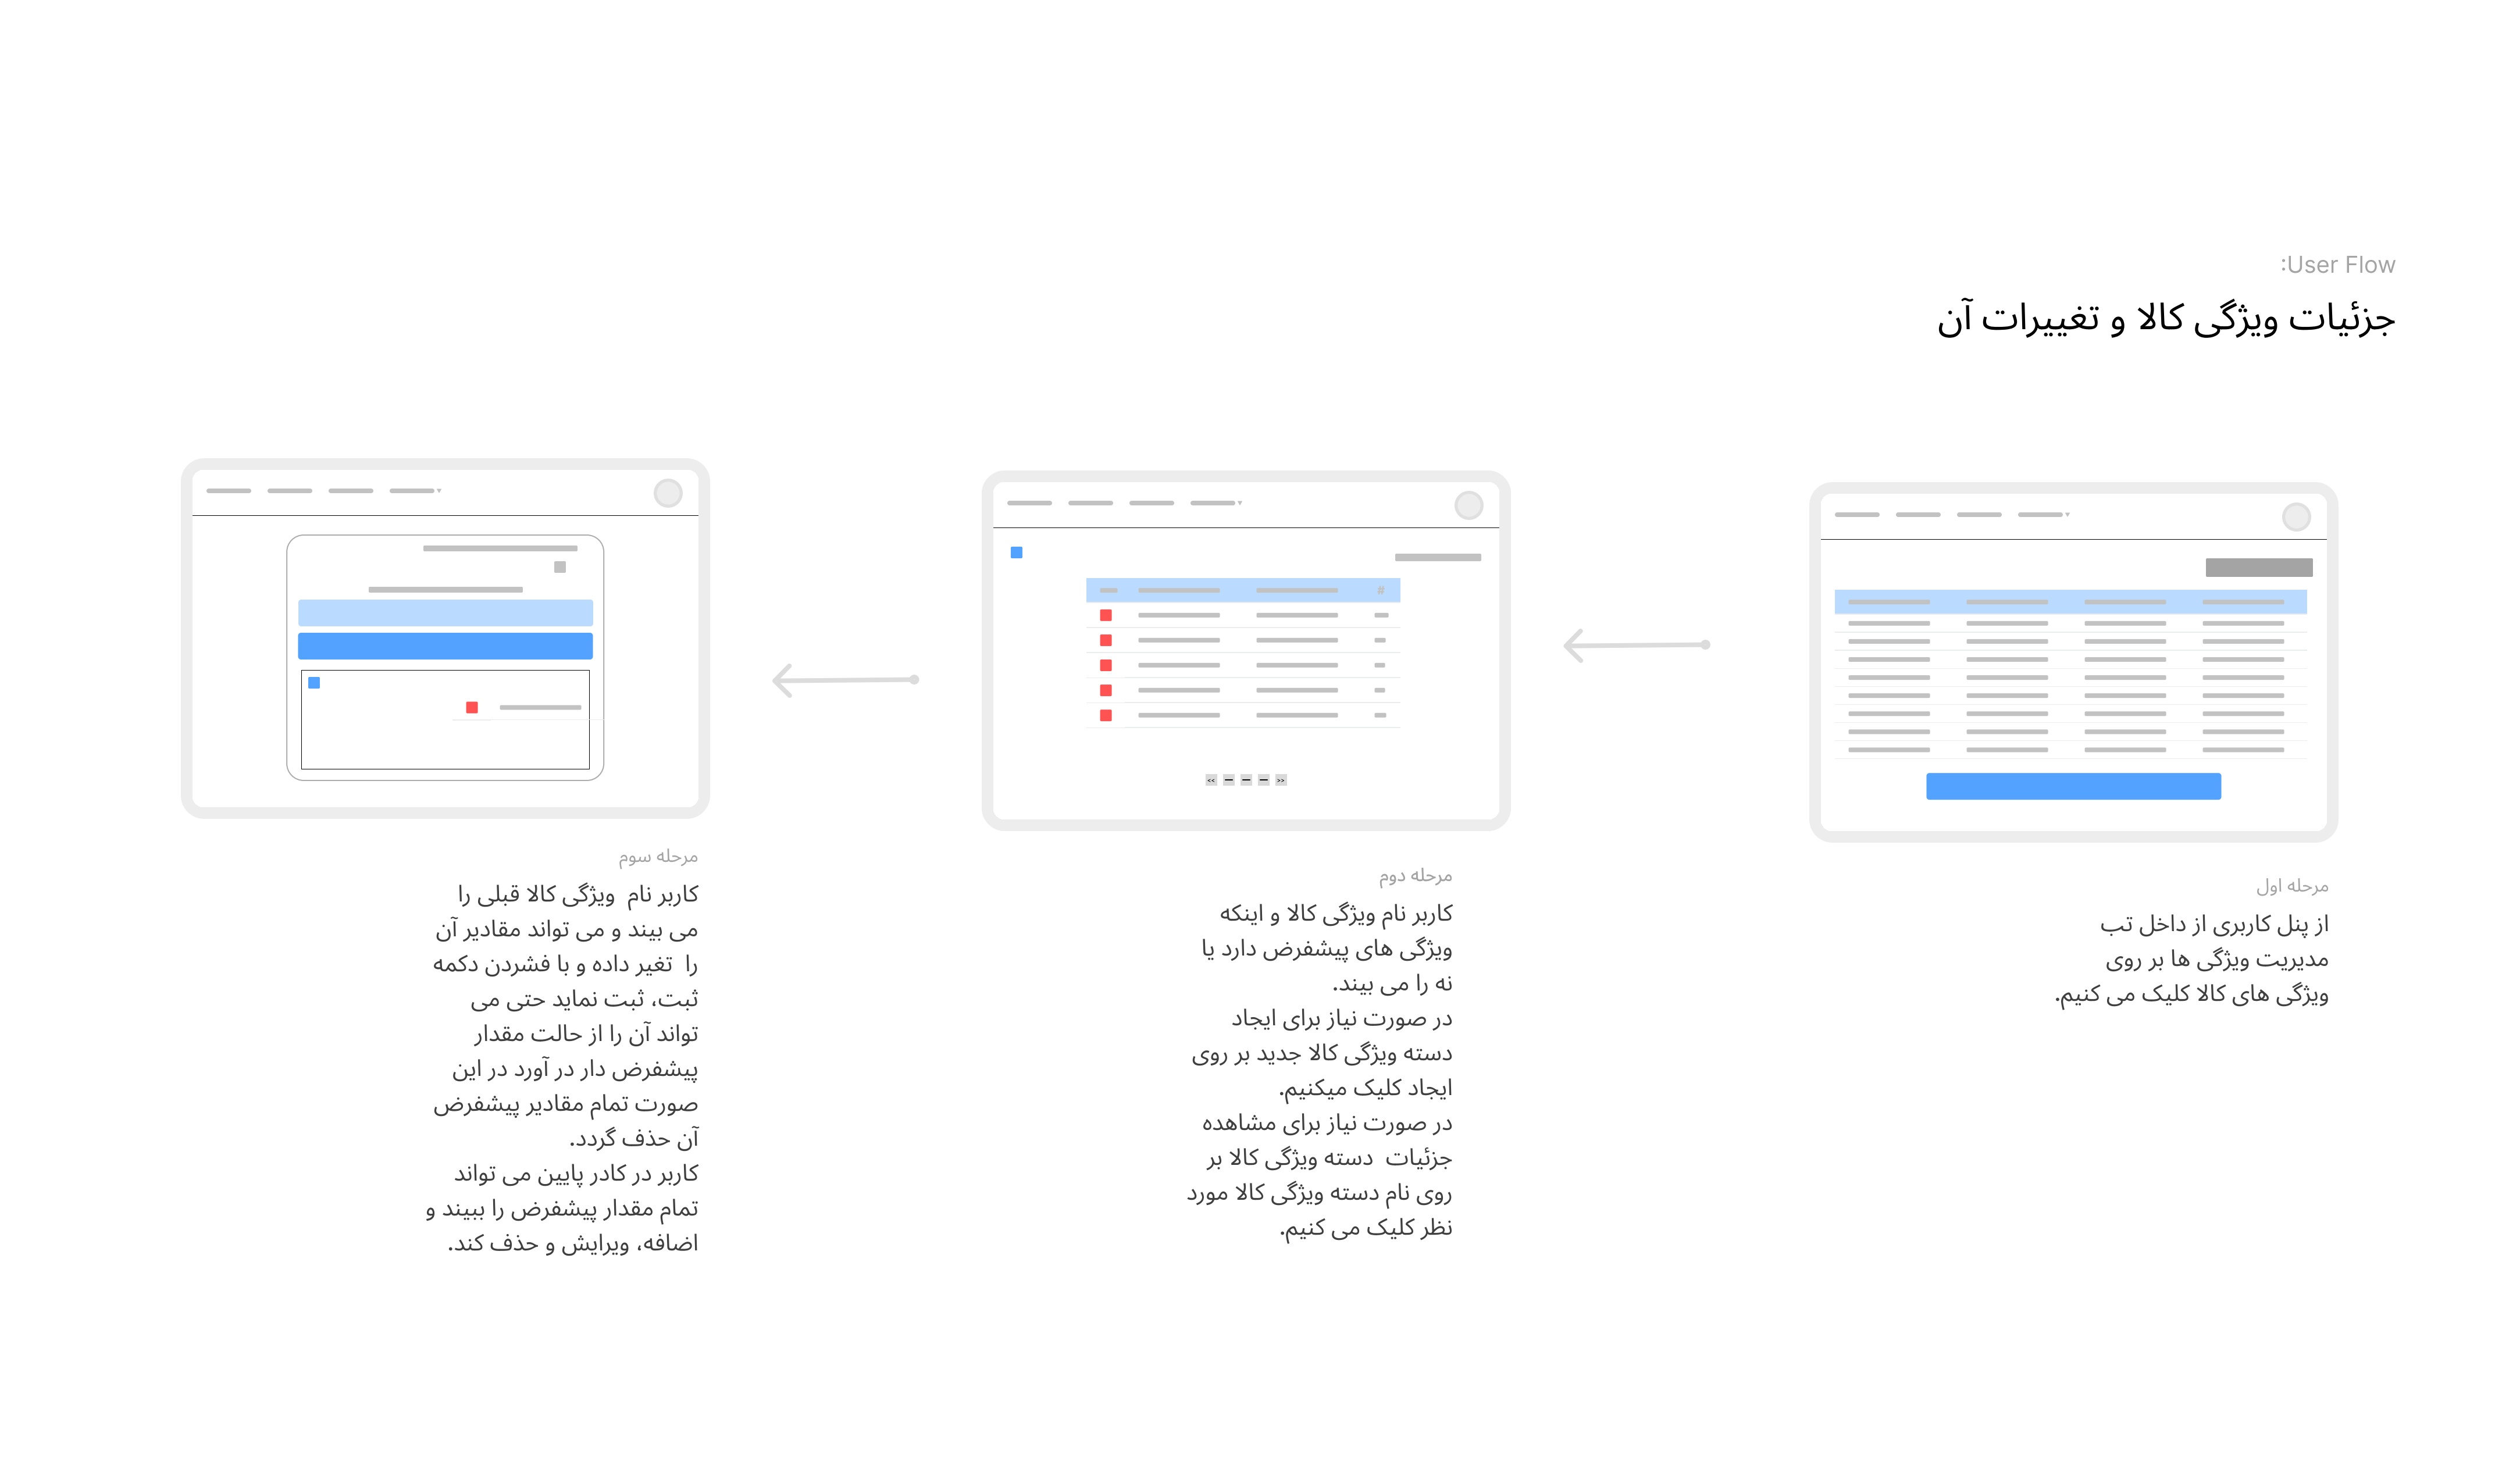 User Flow:
جزئیات ویژگی کالا و تغییرات آن
#
<<
>>
مرحله اول
از پنل کاربری از داخل تب
مدیریت ویژگی ها بر روی
ویژگی های کالا کلیک می کنیم.
مرحله دوم
کاربر نام ویژگی کالا و اینکه
ویژگی های پیشفرض دارد یا
نه را می بیند.
در صورت نیاز برای ایجاد
دسته ویژگی کالا جدید بر روی
ایجاد کلیک میکنیم.
در صورت نیاز برای مشاهده
جزئیات  دسته ویژگی کالا بر
روی نام دسته ویژگی کالا مورد
نظر کلیک می کنیم.
مرحله سوم
کاربر نام  ویژگی کالا قبلی را
می بیند و می تواند مقادیر آن
را  تغیر داده و با فشردن دکمه
ثبت، ثبت نماید حتی می
تواند آن را از حالت مقدار
پیشفرض دار در آورد در این
صورت تمام مقادیر پیشفرض
آن حذف گردد.
کاربر در کادر پایین می تواند
تمام مقدار پیشفرض را ببیند و
اضافه، ویرایش و حذف کند.